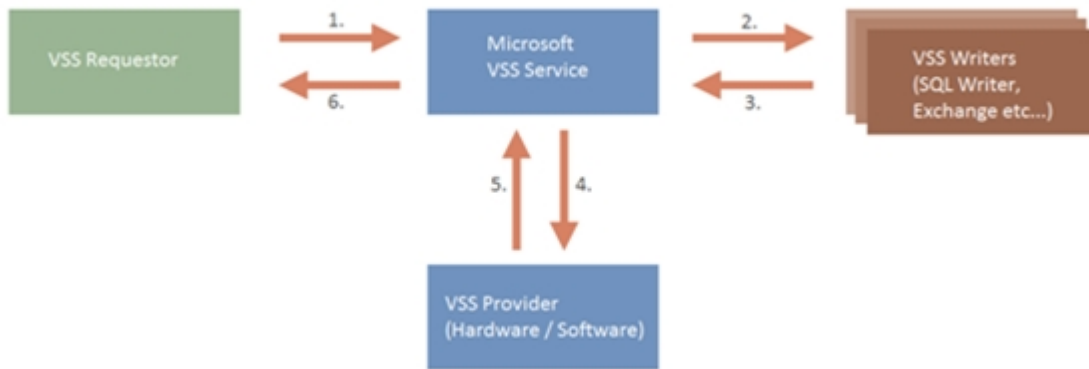 VSS Requestor
1.
6.
Microsoft
VSS Service
2.
3.
VSS Writers
(SQL Writer,
Exchange etc...)
5.
4.
VSS Provider
(Hardware / Software)